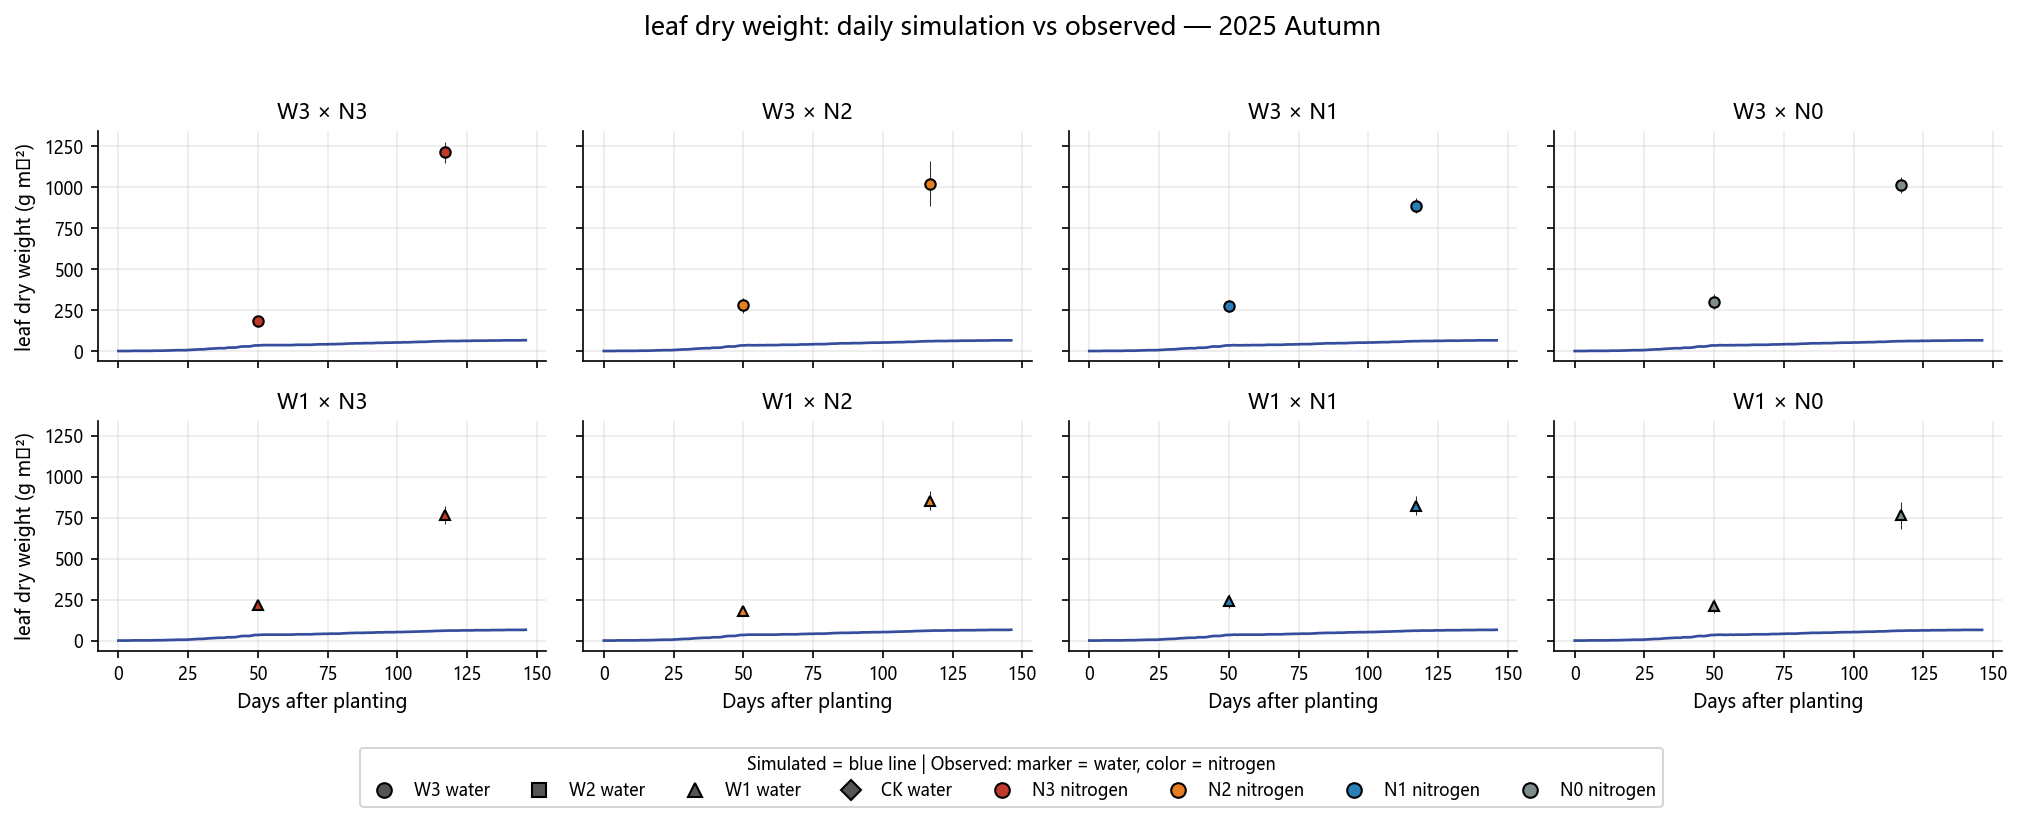 leaf dry weight: daily simulation vs observed — 2025 Autumn
W3 × N3
W3 × N2
W3 × N1
W3 × N0
leaf dry weight (g m▯²)
1250
1000
750
500
250
0
W1 × N3
W1 × N2
W1 × N1
W1 × N0
leaf dry weight (g m▯²)
1250
1000
750
500
250
0
0 25 50 75 100 125 150
0 25 50 75 100 125 150
0 25 50 75 100 125 150
0 25 50 75 100 125 150
Days after planting
Days after planting
Days after planting
Days after planting
Simulated = blue line | Observed: marker = water, color = nitrogen
W3 water W2 water W1 water CK water N3 nitrogen N2 nitrogen N1 nitrogen N0 nitrogen